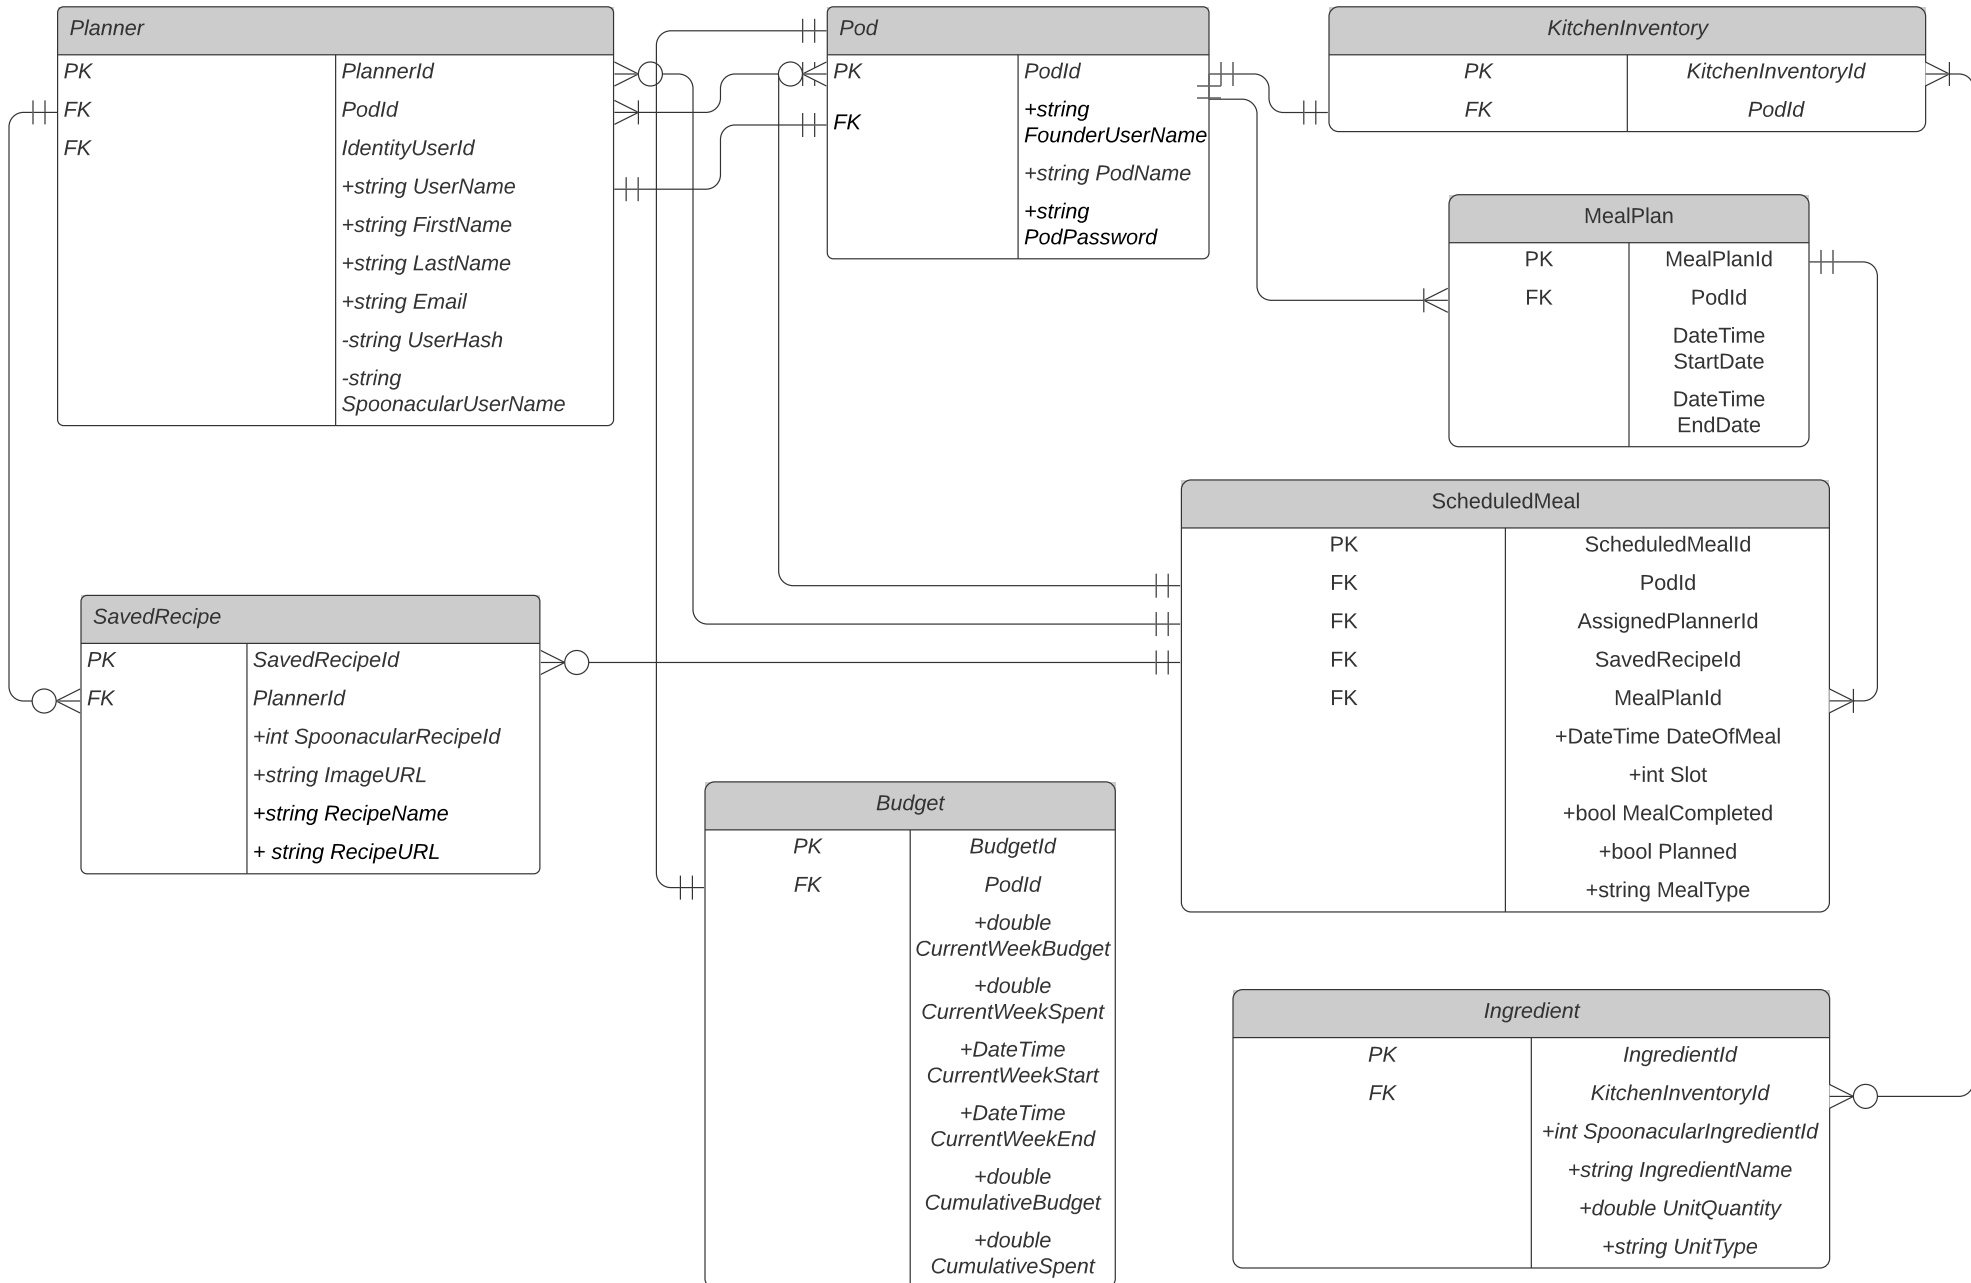 Planner
PK PlannerId
FK PodId
FK IdentityUserId
+string UserName
+string FirstName
+string LastName
+string Email
-string UserHash
-string
SpoonacularUserName
Pod
PK PodId
FK +string
FounderUserName
+string PodName
+string
PodPassword
KitchenInventory
PK KitchenInventoryId
FK PodId
MealPlan
PK MealPlanId
FK PodId
DateTime
StartDate
DateTime
EndDate
ScheduledMeal
PK ScheduledMealId
FK PodId
FK AssignedPlannerId
FK SavedRecipeId
FK MealPlanId
+DateTime DateOfMeal
+int Slot
+bool MealCompleted
+bool Planned
+string MealType
SavedRecipe
PK SavedRecipeId
FK PlannerId
+int SpoonacularRecipeId
+string ImageURL
+string RecipeName
+ string RecipeURL
Budget
PK BudgetId
FK PodId
+double
CurrentWeekBudget
+double
CurrentWeekSpent
+DateTime
CurrentWeekStart
+DateTime
CurrentWeekEnd
+double
CumulativeBudget
+double
CumulativeSpent
Ingredient
PK IngredientId
FK KitchenInventoryId
+int SpoonacularIngredientId
+string IngredientName
+double UnitQuantity
+string UnitType